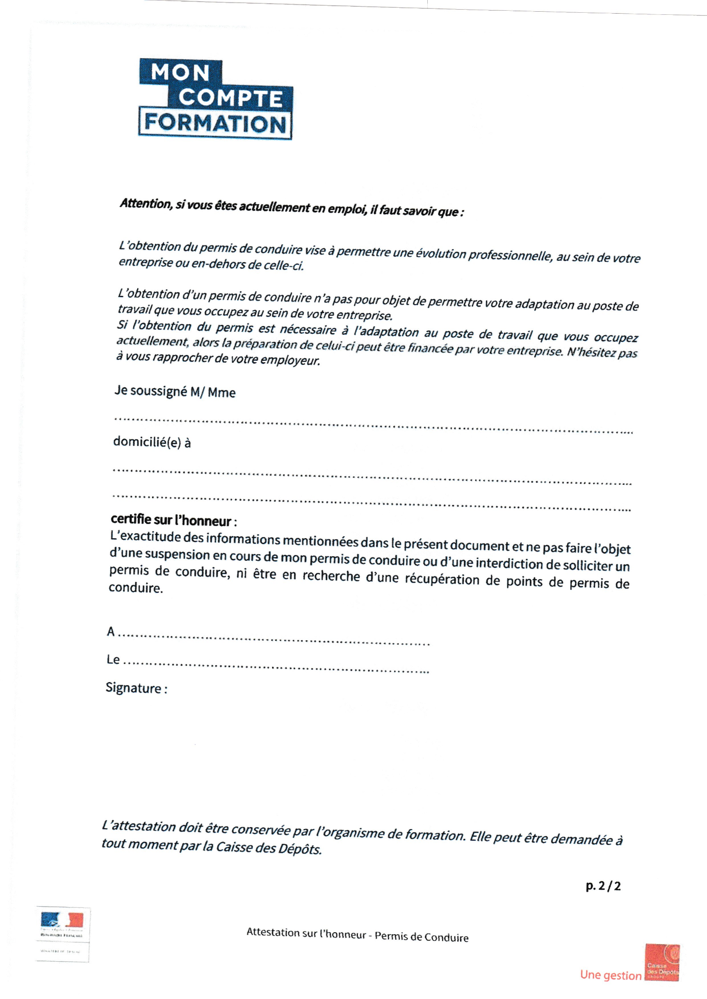 MON
COMPTE
FORMATION
Attention, si vous êtes actuellement en emploi, il faut savoir que :
L'obtention du permis de conduire vise à permettre une évolution professionnelle, au sein de votre
entreprise ou en-dehors de celle-ci.
L'obtention d'un permis de conduire n'a pas pour objet de permettre votre adaptation au poste de
travail que vous occupez au sein de votre entreprise.
Si l'obtention du permis est nécessaire à l'adaptation au poste de travail que vous occupez
actuellement, alors la préparation de celui-ci peut être financée par votre entreprise. N'hésitez pas
à vous rapprocher de votre employeur.
Je soussigné M/ Mme
domicilié(e) à
certifie sur l'honneur :
L'exactitude des informations mentionnées dans le présent document et ne pas faire l'objet
d'une suspension en cours de mon permis de conduire ou d'une interdiction de solliciter un
permis de conduire, ni être en recherche d'une récupération de points de permis de
conduire.
A ........................................................................
Le .......................................................................
Signature :
L'attestation doit être conservée par l'organisme de formation. Elle peut être demandée à
tout moment par la Caisse des Dépôts.
p. 2 / 2
RÉPUBLIQUE FRANÇAISE
Attestation sur l'honneur - Permis de Conduire
Une gestion
Caisse
des Dépôts
GROUPE